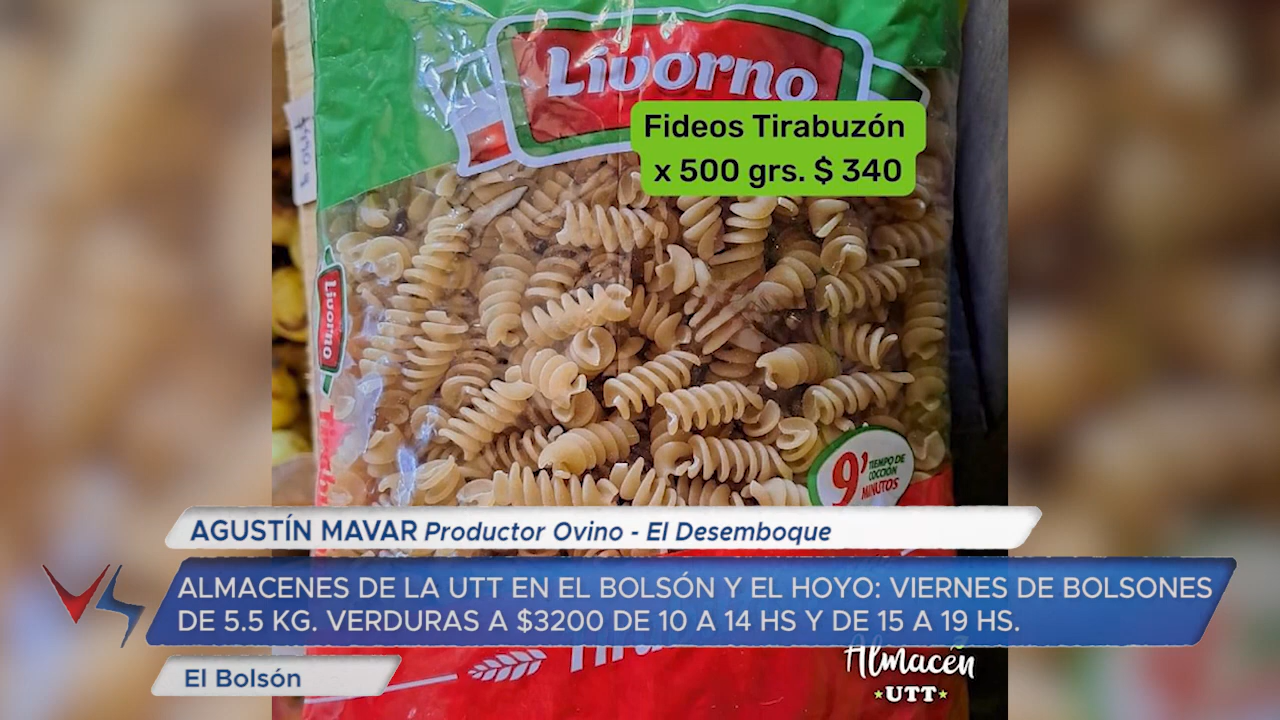 Livorno
Fideos Tirabuzón
x 500 grs. $ 340
Livorno
9'
TIEMPO DE
COCCIÓN
MINUTOS
AGUSTÍN MAVAR Productor Ovino - El Desemboque
ALMACENES DE LA UTT EN EL BOLSÓN Y EL HOYO: VIERNES DE BOLSONES
DE 5.5 KG. VERDURAS A $3200 DE 10 A 14 HS Y DE 15 A 19 HS.
El Bolsón
Almacén
UTT